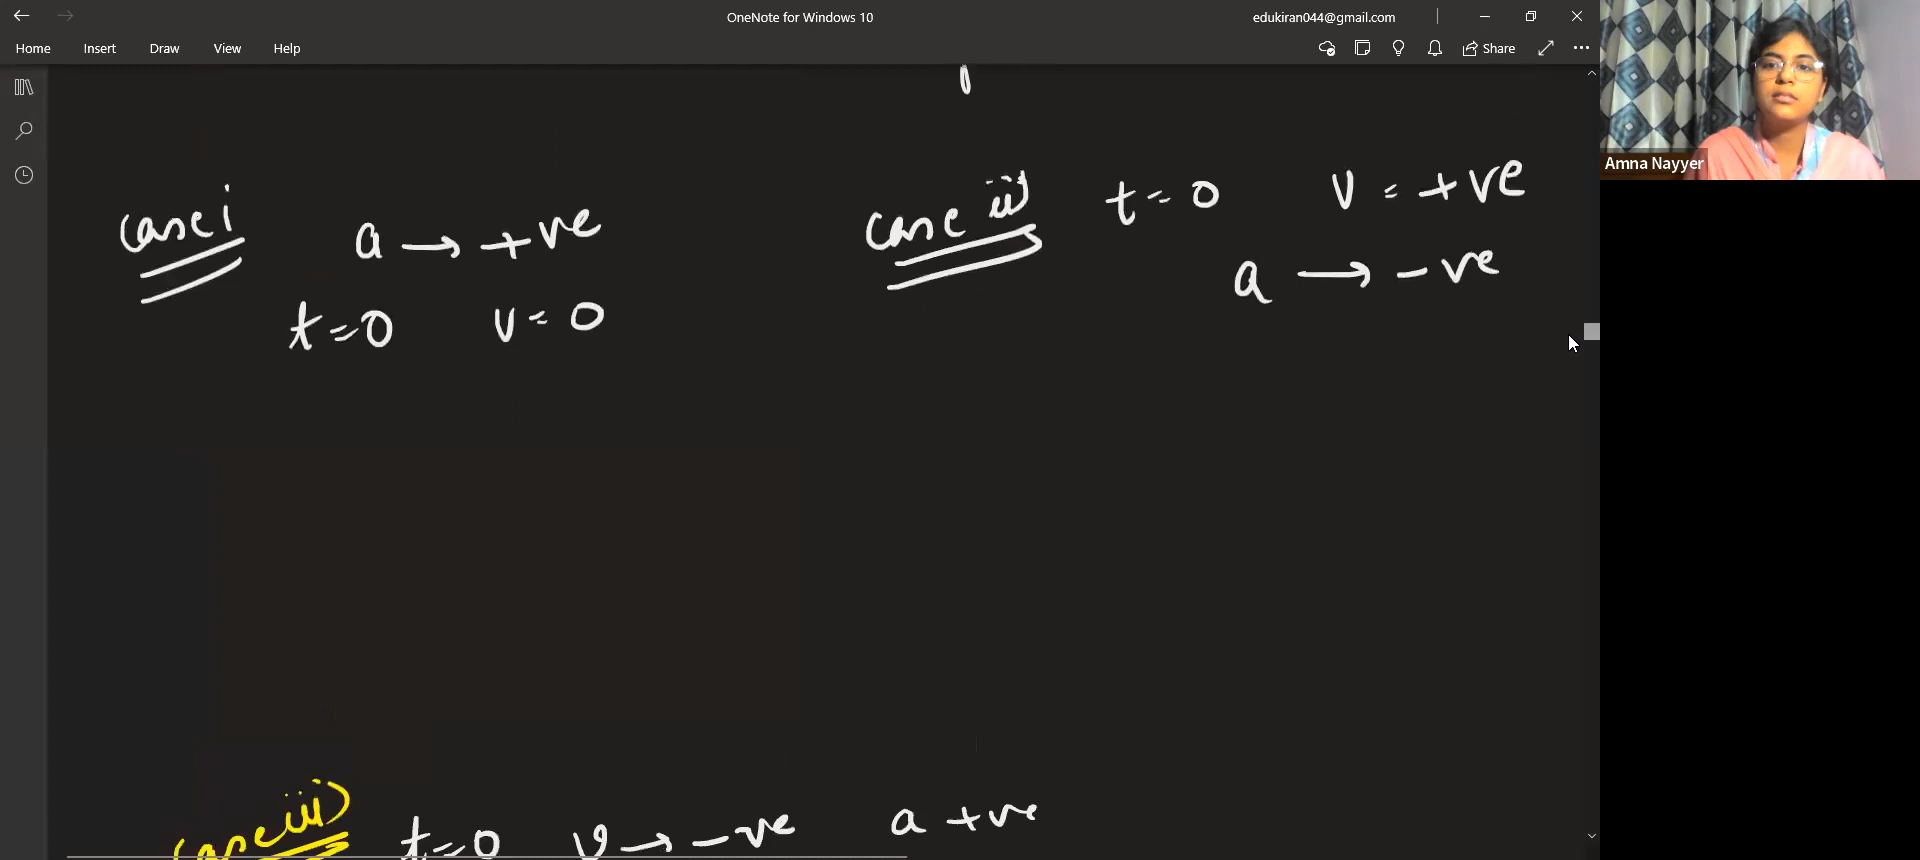 OneNote for Windows 10
edukiran044@gmail.com
Home Insert Draw View Help
Share
Amna Nayyer
case i a → +ve
t=0 v=0
case ii) t=0 v=+ve
a → -ve
case iii) t=0 v → -ve a +ve